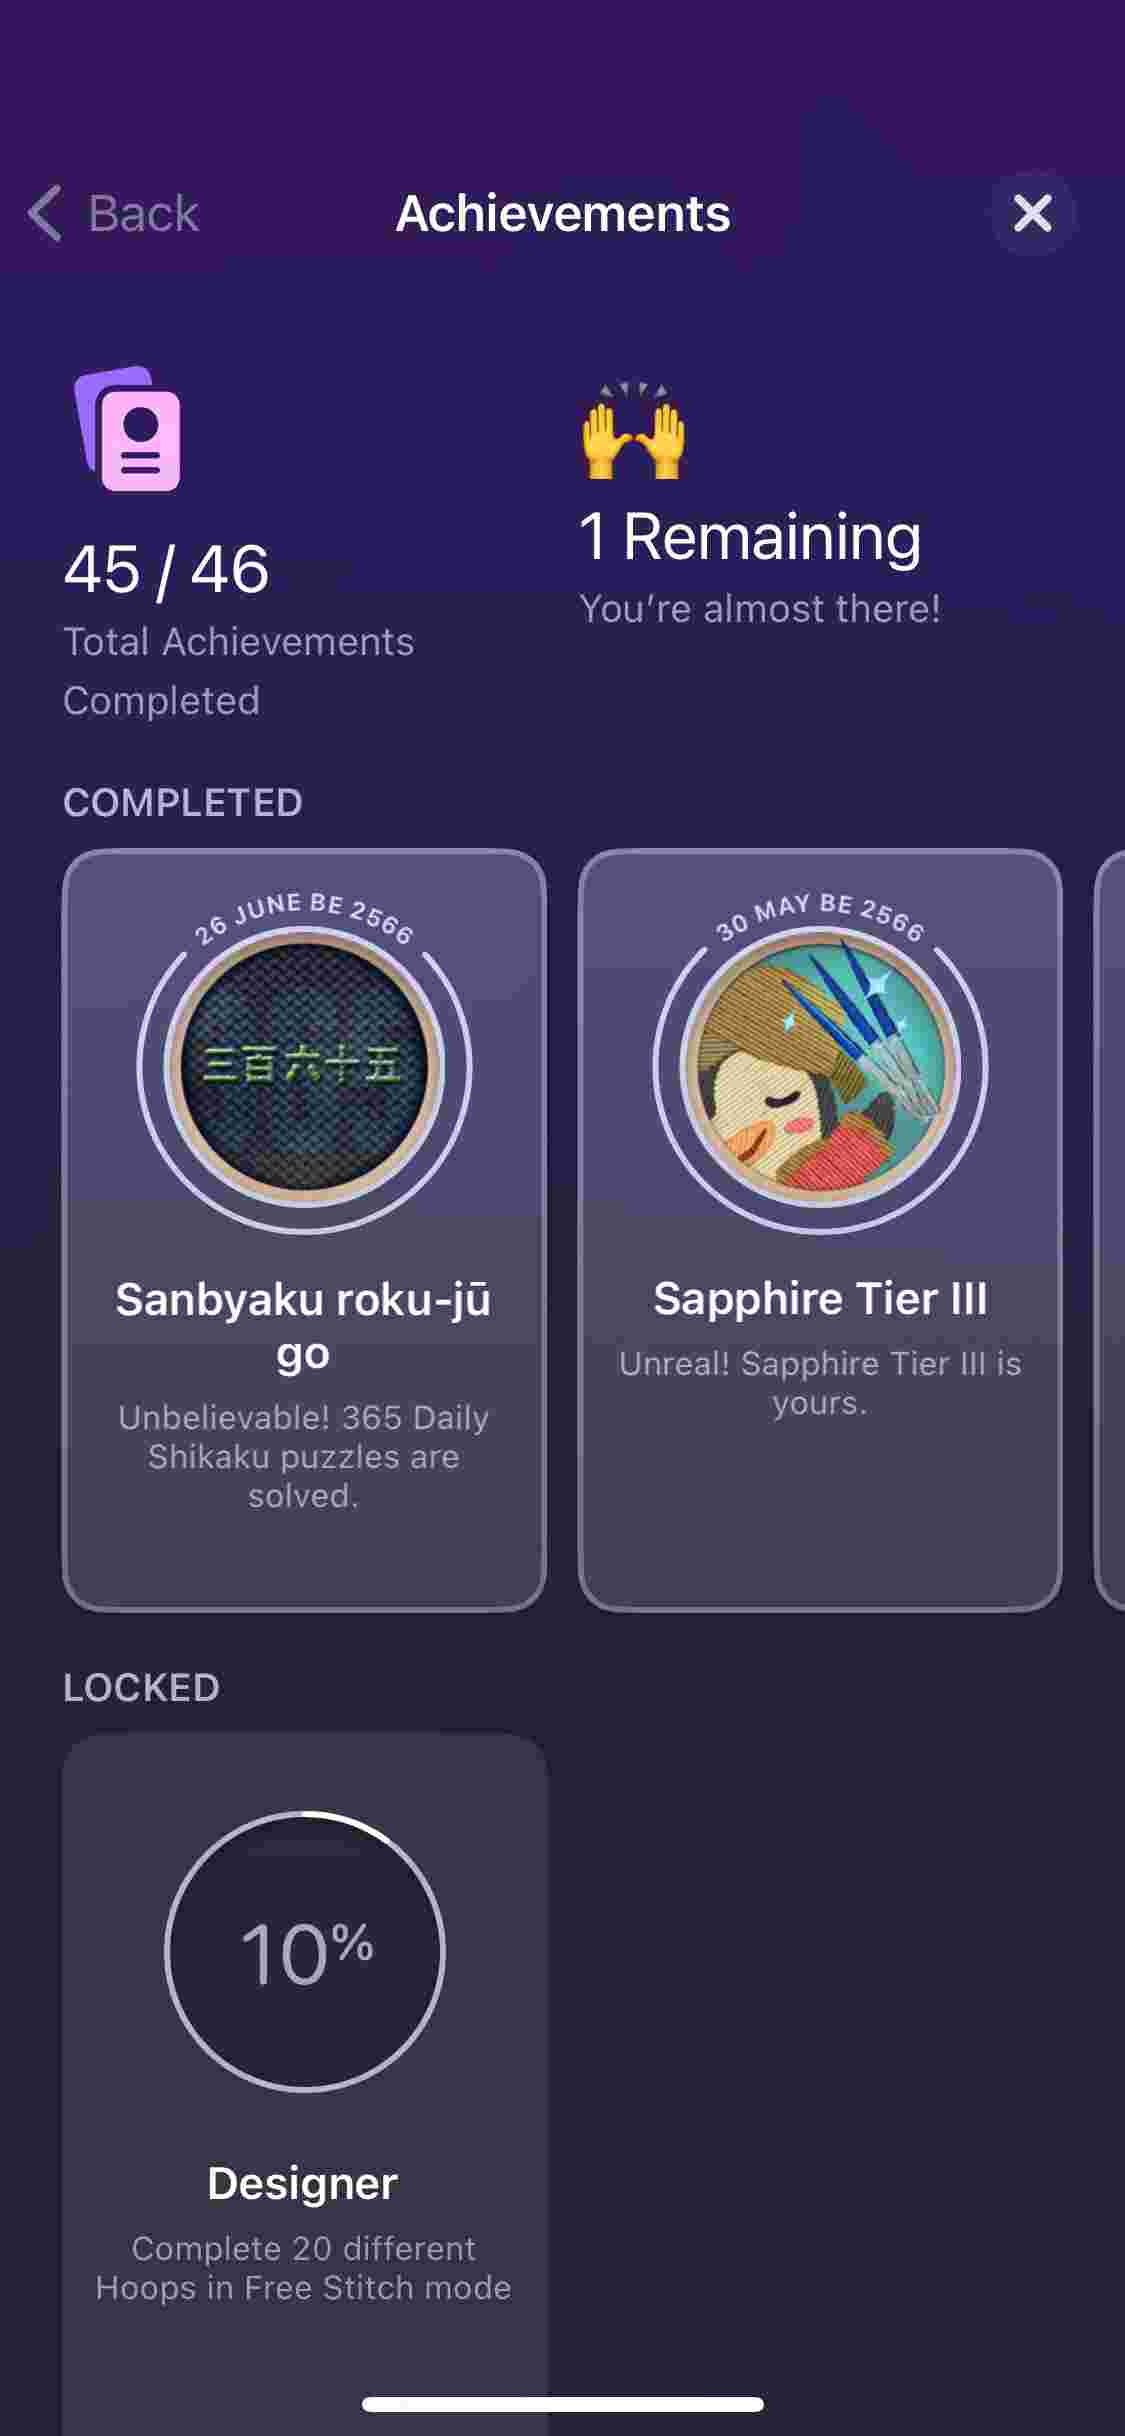 Back
Achievements
45 / 46
Total Achievements
Completed
1 Remaining
You're almost there!
COMPLETED
26 JUNE BE 2566
三百六十五
Sanbyaku roku-jū
go
Unbelievable! 365 Daily
Shikaku puzzles are
solved.
30 MAY BE 2566
Sapphire Tier III
Unreal! Sapphire Tier III is
yours.
LOCKED
10%
Designer
Complete 20 different
Hoops in Free Stitch mode